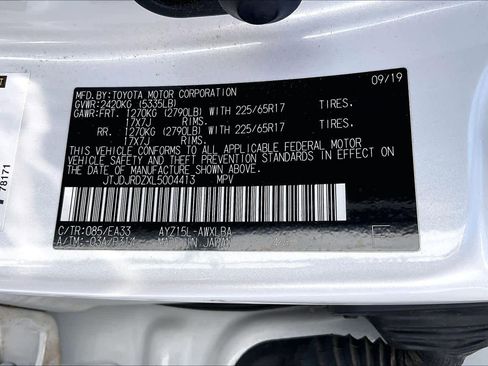 MFD.BY:TOYOTA MOTOR CORPORATION 09/19
GVWR:2420KG (5335LB)
GAWR:FRT. 1270KG (2790LB) WITH 225/65R17 TIRES.
17X7J RIMS.
RR. 1270KG (2790LB) WITH 225/65R17 TIRES.
17X7J RIMS.
THIS VEHICLE CONFORMS TO ALL APPLICABLE FEDERAL MOTOR
VEHICLE SAFETY AND THEFT PREVENTION STANDARDS IN EFFECT ON
THE DATE OF MANUFACTURE SHOWN ABOVE.
JTJDJRDZXL5004413 MPV
C/TR:085/EA33 AYZ15L-AWXLBA
A/TM:-03A/B314 MADE IN JAPAN
78171